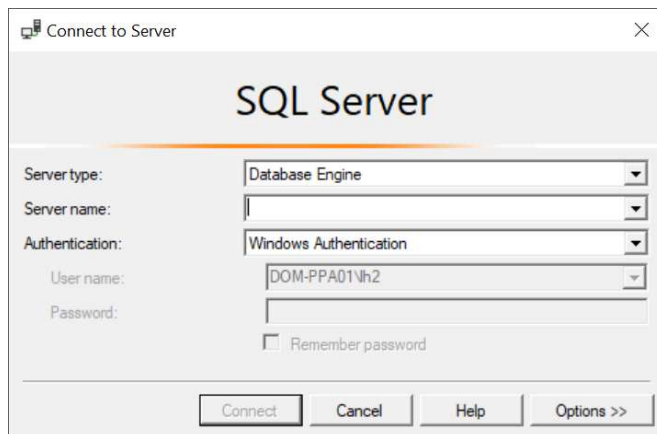 Connect to Server
SQL Server
Server type: Database Engine
Server name:
Authentication: Windows Authentication
User name: DOM-PPA01\lh2
Password:
Remember password
Connect Cancel Help Options >>